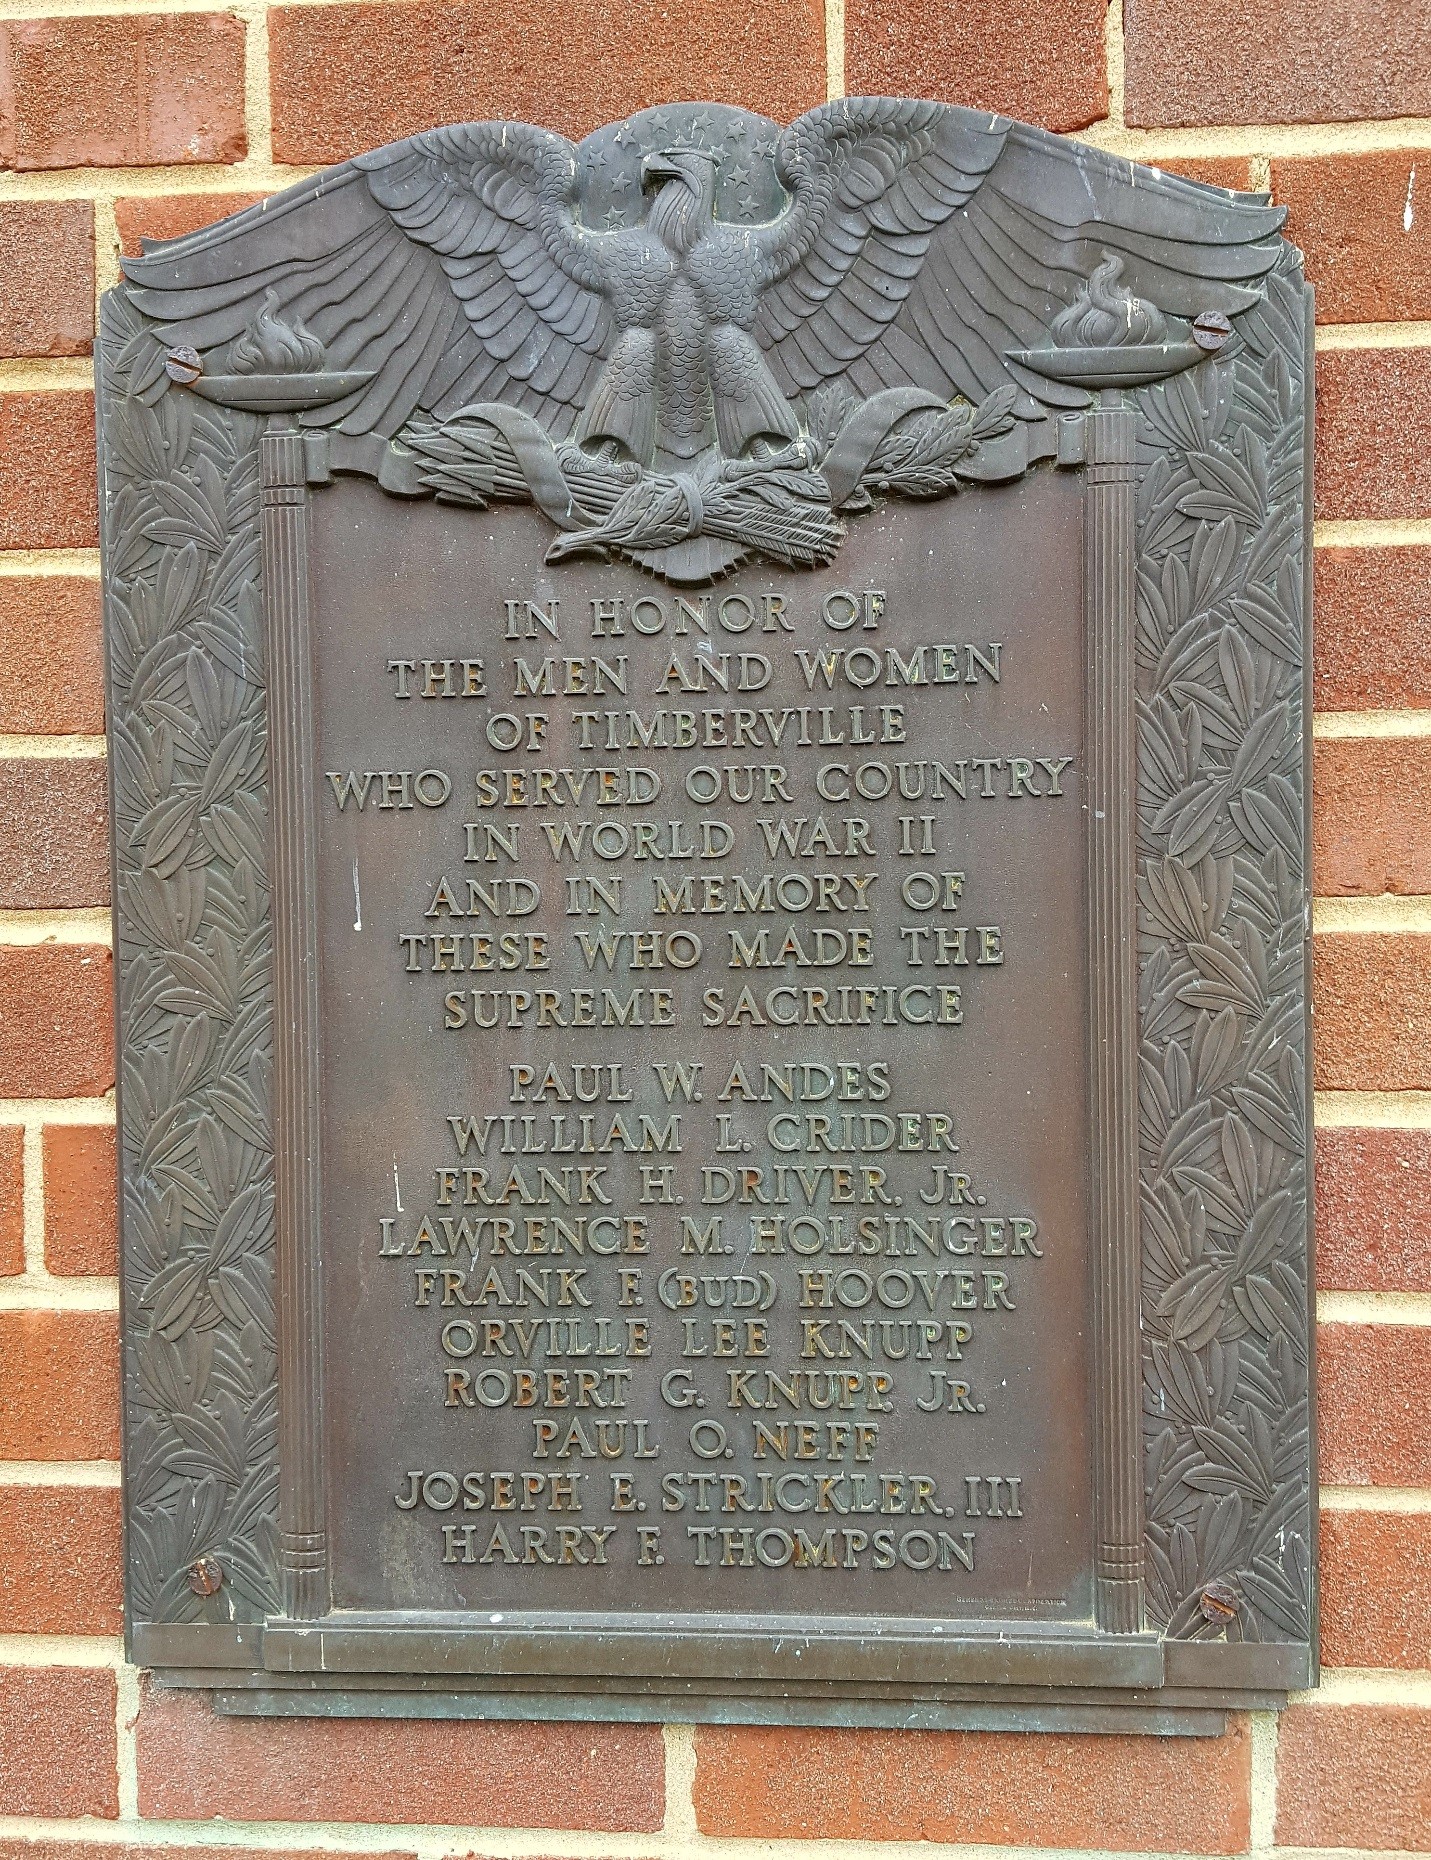 IN HONOR OF
THE MEN AND WOMEN
OF TIMBERVILLE
WHO SERVED OUR COUNTRY
IN WORLD WAR II
AND IN MEMORY OF
THESE WHO MADE THE
SUPREME SACRIFICE
PAUL W. ANDES
WILLIAM L. CRIDER
FRANK H. DRIVER, JR.
LAWRENCE M. HOLSINGER
FRANK F. (BUD) HOOVER
ORVILLE LEE KNUPP
ROBERT G. KNUPP, JR.
PAUL O. NEFF
JOSEPH E. STRICKLER, III
HARRY F. THOMPSON